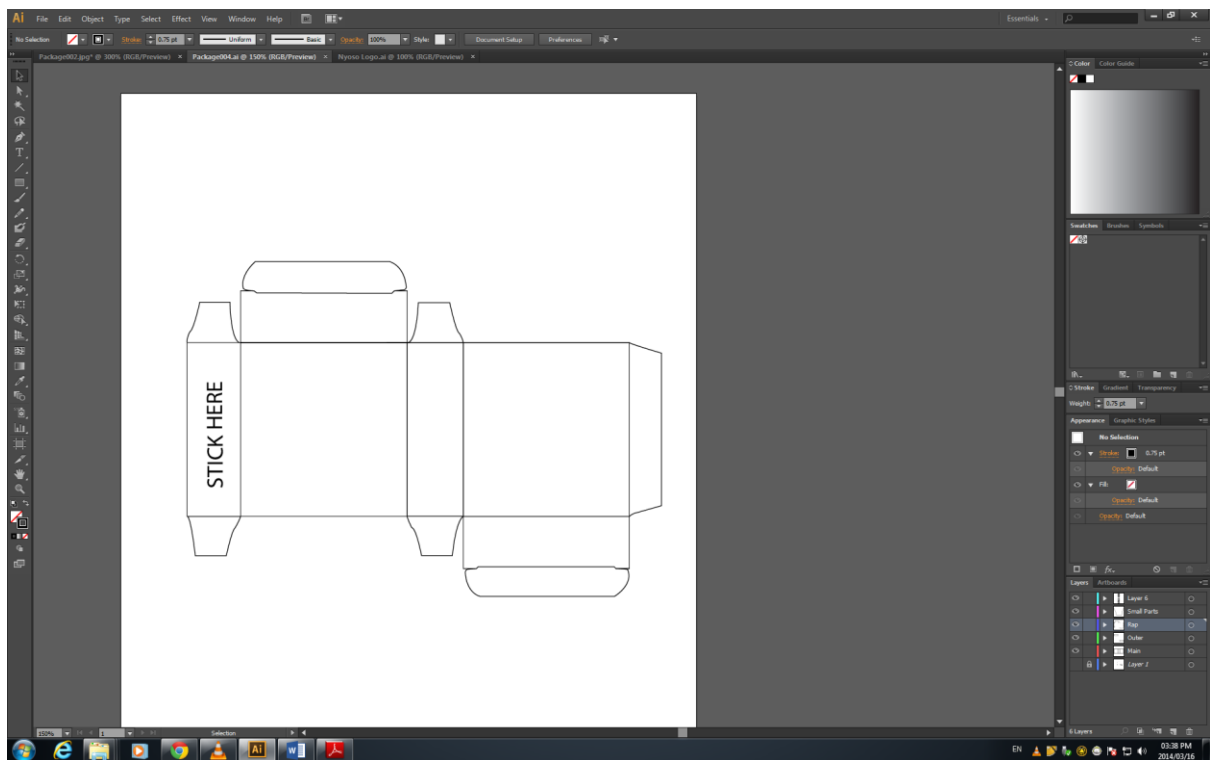 Ai File Edit Object Type Select Effect View Window Help Essentials
No Selection Stroke: 0.75 pt Uniform Basic Opacity: 100% Style: Document Setup Preferences
Package002.jpg* @ 300% (RGB/Preview) × Package004.ai @ 150% (RGB/Preview) × Nyoso Logo.ai @ 100% (RGB/Preview) ×
Color Color Guide
Swatches Brushes Symbols
STICK HERE
Stroke Gradient Transparency
Weight: 0.75 pt
Appearance Graphic Styles
No Selection
Stroke: 0.75 pt
Opacity: Default
Fill:
Opacity: Default
Opacity: Default
fx.
Layers Artboards
Layer 6
Small Parts
Rap
Outer
Main
Layer 1
150% 1 Selection 6 Layers
Ai EN 03:38 PM
2014/03/16